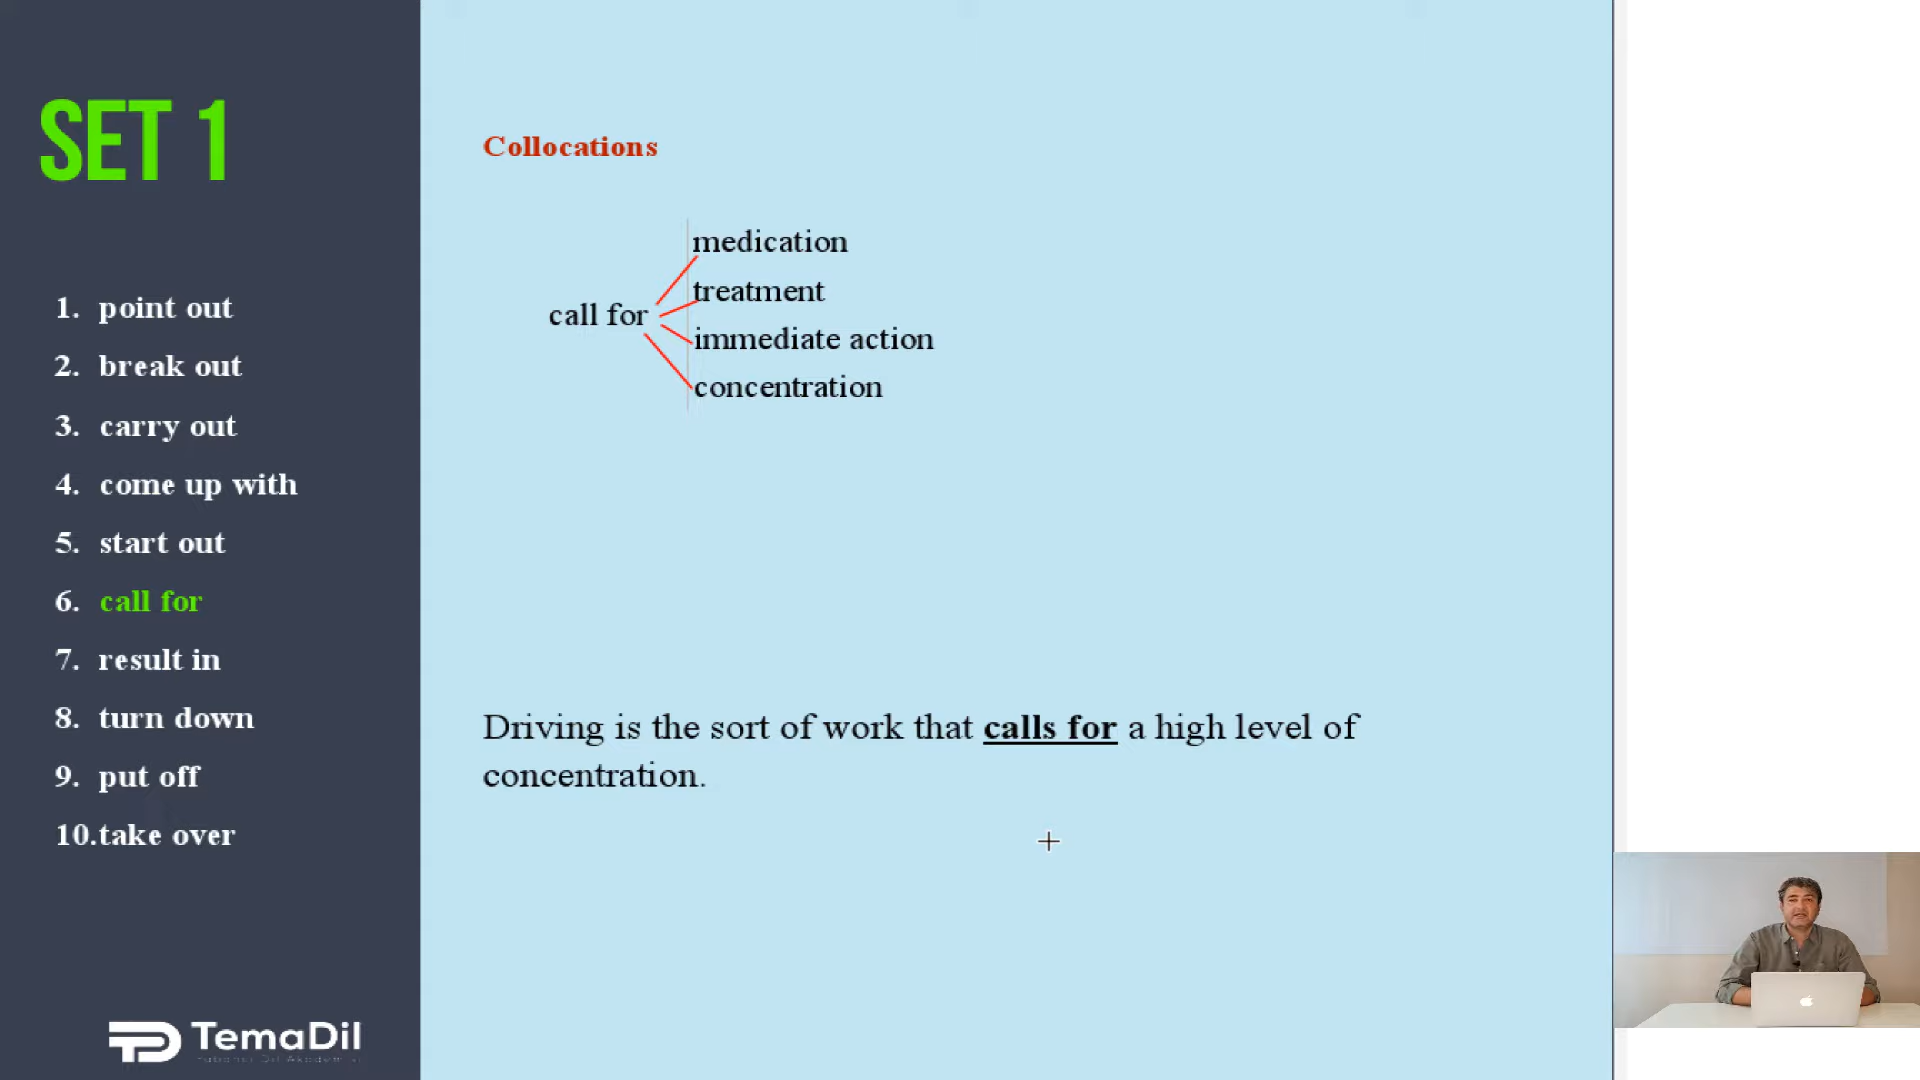 SET 1
1. point out
2. break out
3. carry out
4. come up with
5. start out
6. call for
7. result in
8. turn down
9. put off
10.take over
TemaDil
Collocations
medication
treatment
call for
immediate action
concentration
Driving is the sort of work that calls for a high level of
concentration.